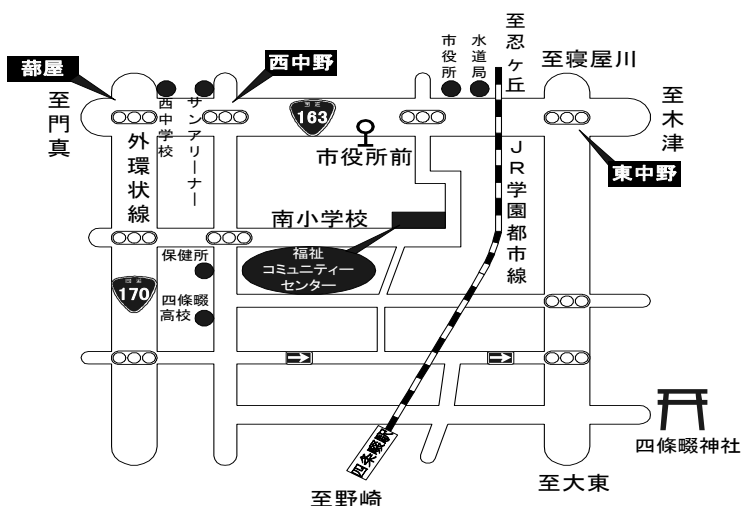 至忍ヶ丘
市役所
水道局
至寝屋川
西中野
蔀屋
至門真
西中学校
サンアリーナー
国道
163
市役所前
至木津
東中野
外環状線
JR学園都市線
南小学校
福祉
コミュニティー
センター
保健所
国道
170
四條畷
高校
四条畷駅
四條畷神社
至野崎
至大東